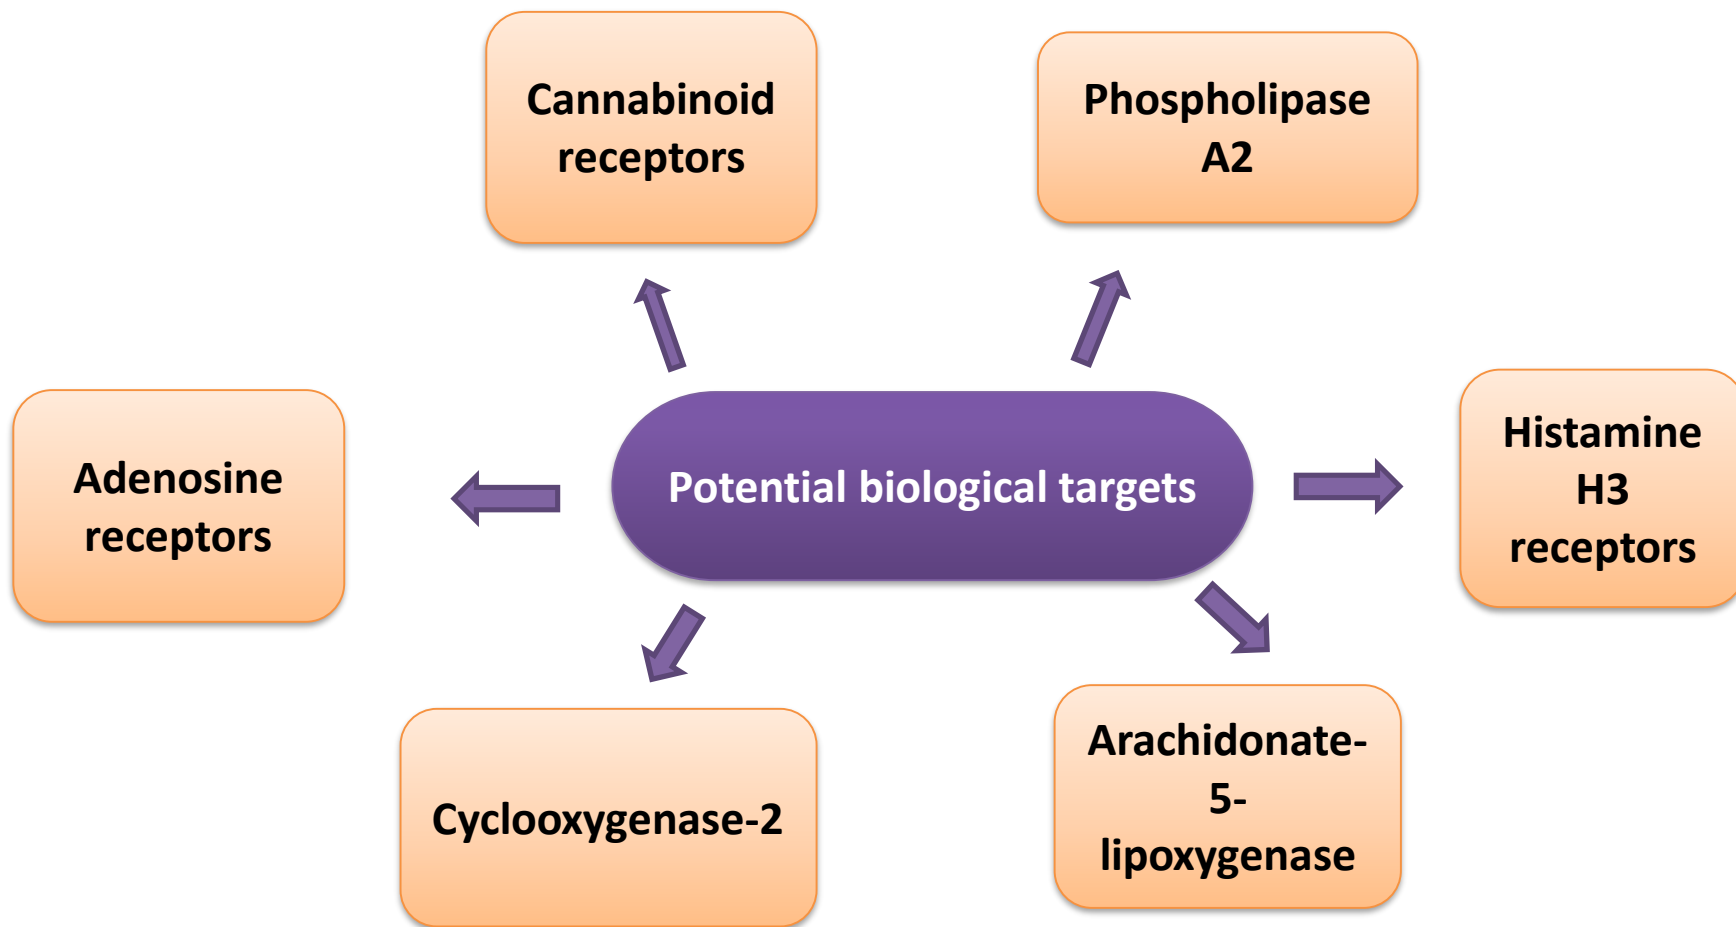 Cannabinoid
receptors
Phospholipase
A2
Adenosine
receptors
Potential biological targets
Histamine
H3
receptors
Cyclooxygenase-2
Arachidonate-
5-
lipoxygenase